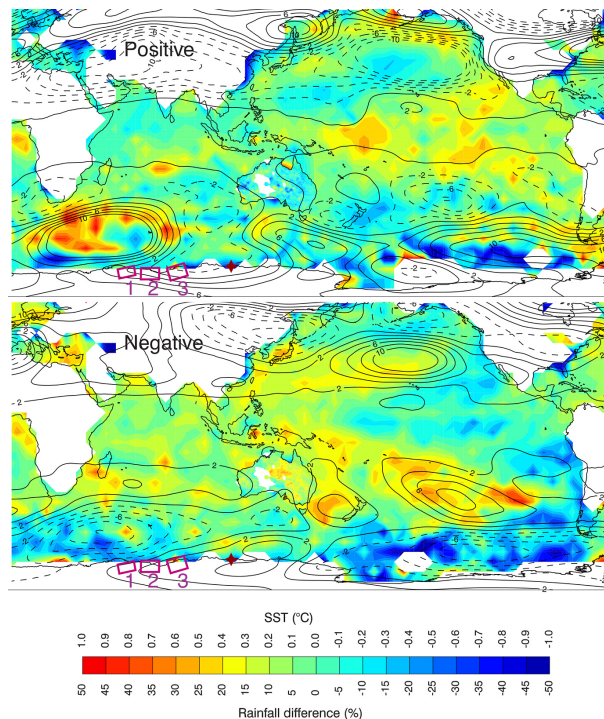 Positive
1 2 3
Negative
1 2 3
SST (°C)
1.0 0.9 0.8 0.7 0.6 0.5 0.4 0.3 0.2 0.1 0.0 -0.1 -0.2 -0.3 -0.4 -0.5 -0.6 -0.7 -0.8 -0.9 -1.0
50 45 40 35 30 25 20 15 10 5 0 -5 -10 -15 -20 -25 -30 -35 -40 -45 -50
Rainfall difference (%)